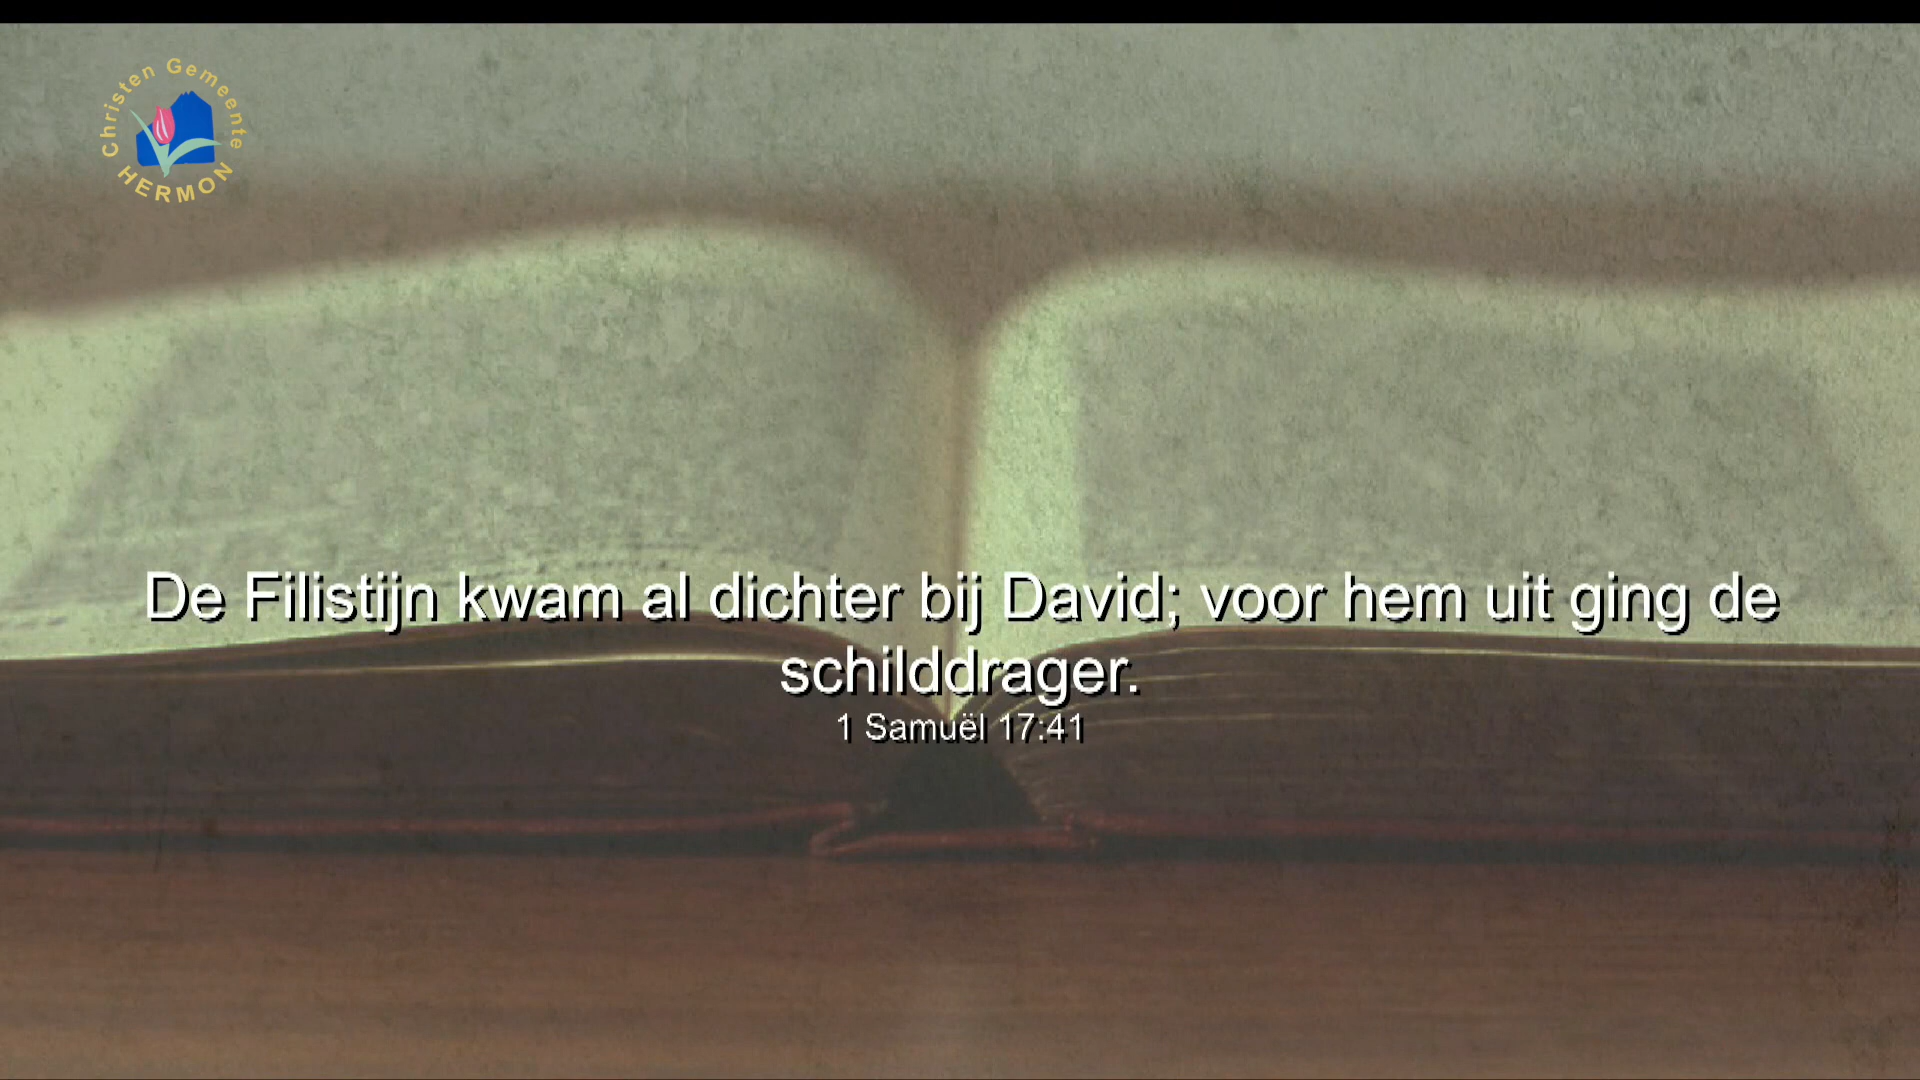 Christen Gemeente
HERMON
De Filistijn kwam al dichter bij David; voor hem uit ging de
schilddrager.
1 Samuël 17:41